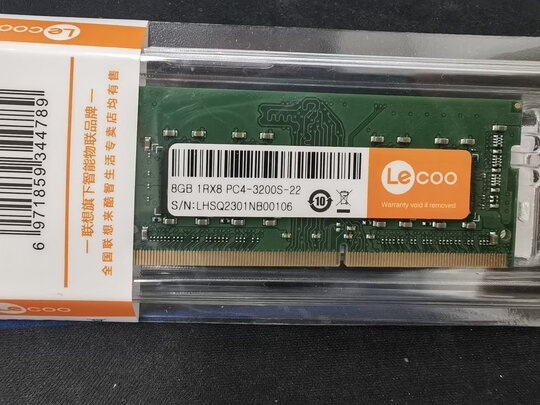 Lecoo
6 971859 344789
一联想旗下智能物联品牌一
全国联想来酷智生活专卖店均有售
Lecoo
8GB 1RX8 PC4-3200S-22
S/N:LHSQ2301NB00106
10
Lecoo
Warranty void if removed